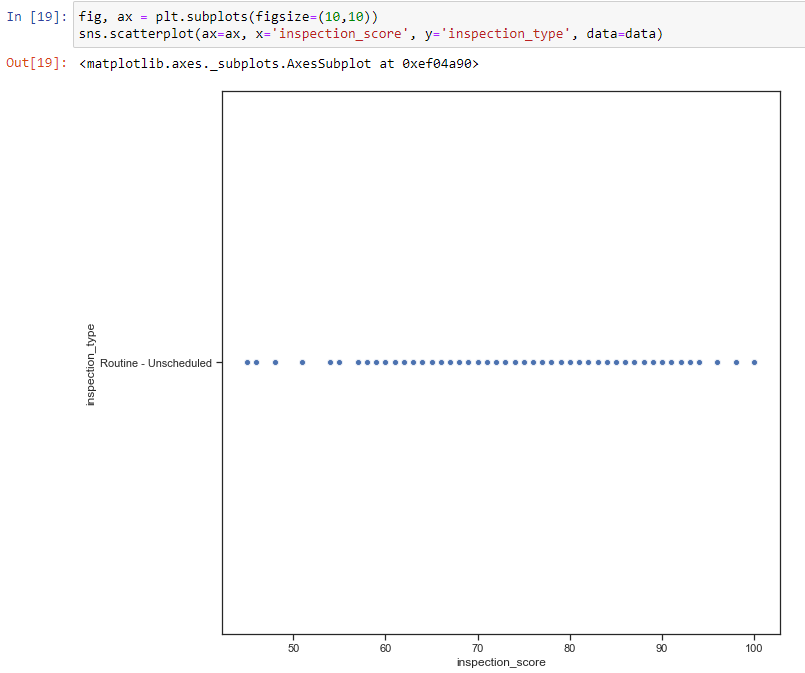 In [19]: fig, ax = plt.subplots(figsize=(10,10))
sns.scatterplot(ax=ax, x='inspection_score', y='inspection_type', data=data)
Out[19]: <matplotlib.axes._subplots.AxesSubplot at 0xef04a90>
inspection_type
Routine - Unscheduled
50 60 70 80 90 100
inspection_score